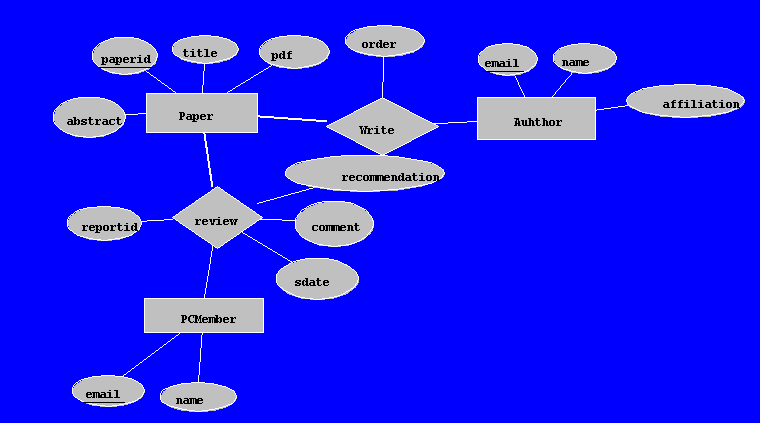 order
paperid
title
pdf
email
name
affiliation
abstract
Paper
Write
Auhthor
recommendation
reportid
review
comment
sdate
PCMember
email
name